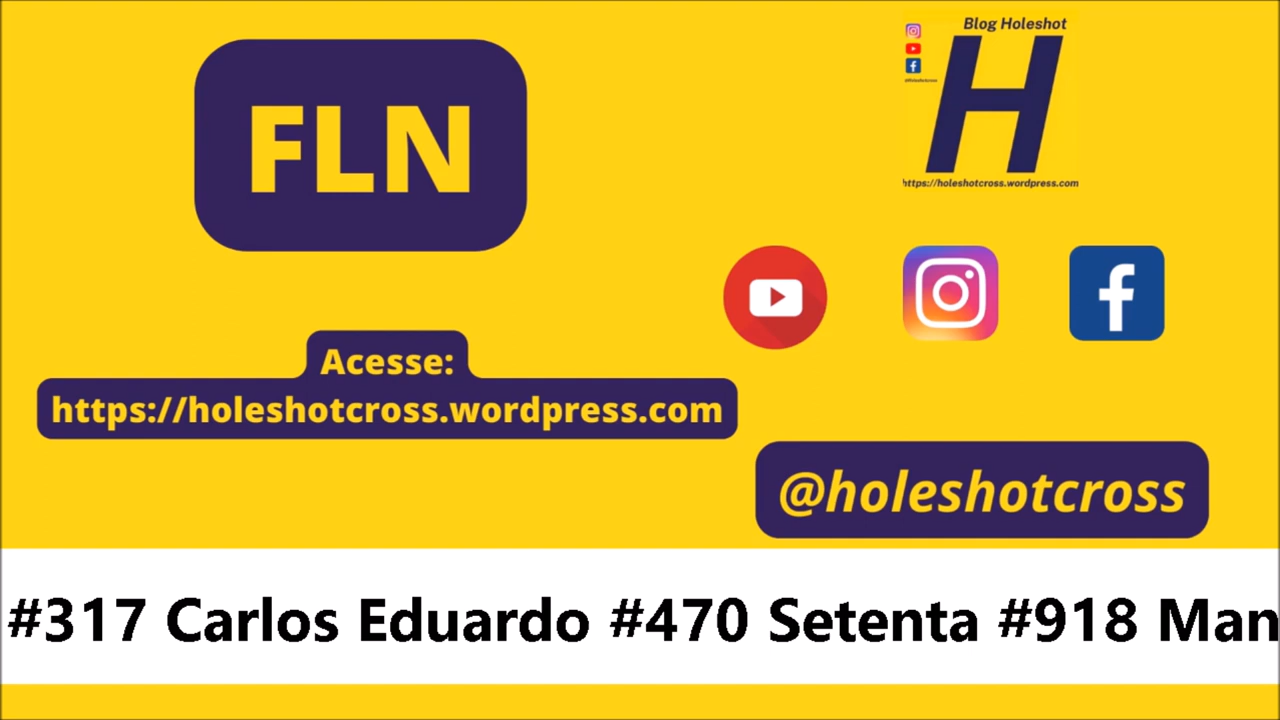 FLN
Blog Holeshot
H
https://holeshotcross.wordpress.com
Acesse:
https://holeshotcross.wordpress.com
@holeshotcross
#317 Carlos Eduardo #470 Setenta #918 Man